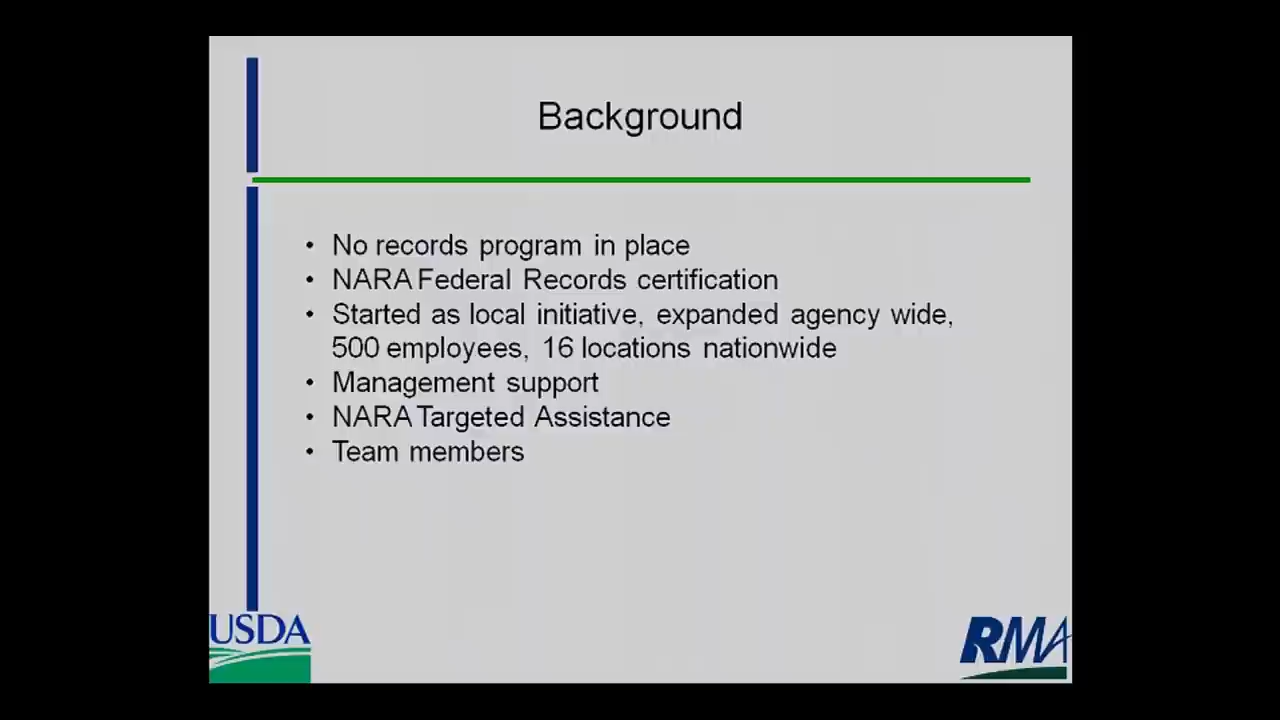 Background
• No records program in place
• NARA Federal Records certification
• Started as local initiative, expanded agency wide,
500 employees, 16 locations nationwide
• Management support
• NARA Targeted Assistance
• Team members
USDA
RMA